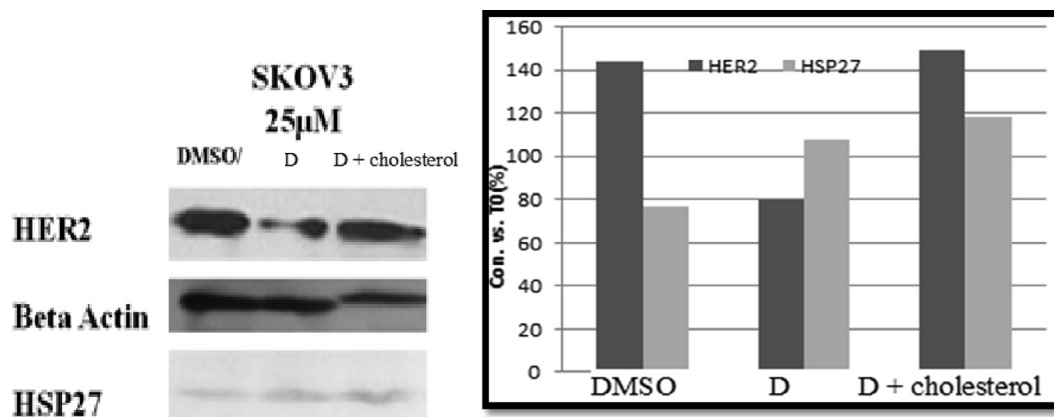 SKOV3
25µM
DMSO/ D D + cholesterol
HER2
Beta Actin
HSP27
160
140
120
100
80
60
40
20
0
Con. vs. T0(%)
HER2 HSP27
DMSO D D + cholesterol